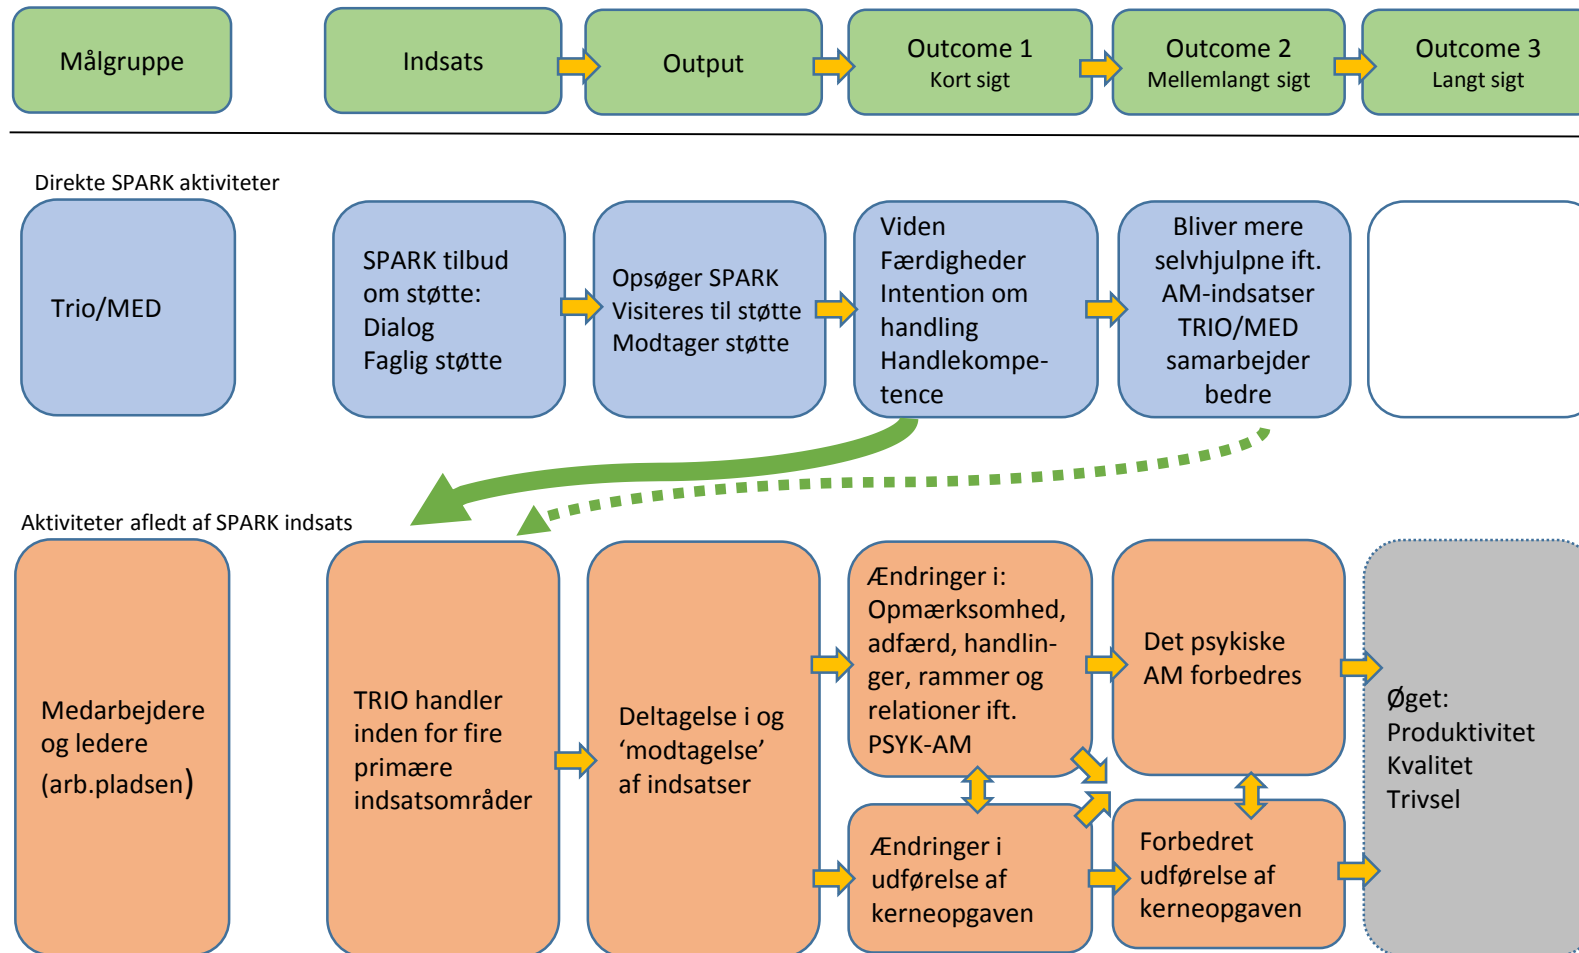 Målgruppe
Indsats
Output
Outcome 1
Kort sigt
Outcome 2
Mellemlangt sigt
Outcome 3
Langt sigt
Direkte SPARK aktiviteter
Trio/MED
SPARK tilbud
om støtte:
Dialog
Faglig støtte
Opsøger SPARK
Visiteres til støtte
Modtager støtte
Viden
Færdigheder
Intention om
handling
Handlekompe-
tence
Bliver mere
selvhjulpne ift.
AM-indsatser
TRIO/MED
samarbejder
bedre
Aktiviteter afledt af SPARK indsats
Medarbejdere
og ledere
(arb.pladsen)
TRIO handler
inden for fire
primære
indsatsområder
Deltagelse i og
‘modtagelse’
af indsatser
Ændringer i:
Opmærksomhed,
adfærd, handlin-
ger, rammer og
relationer ift.
PSYK-AM
Ændringer i
udførelse af
kerneopgaven
Det psykiske
AM forbedres
Forbedret
udførelse af
kerneopgaven
Øget:
Produktivitet
Kvalitet
Trivsel